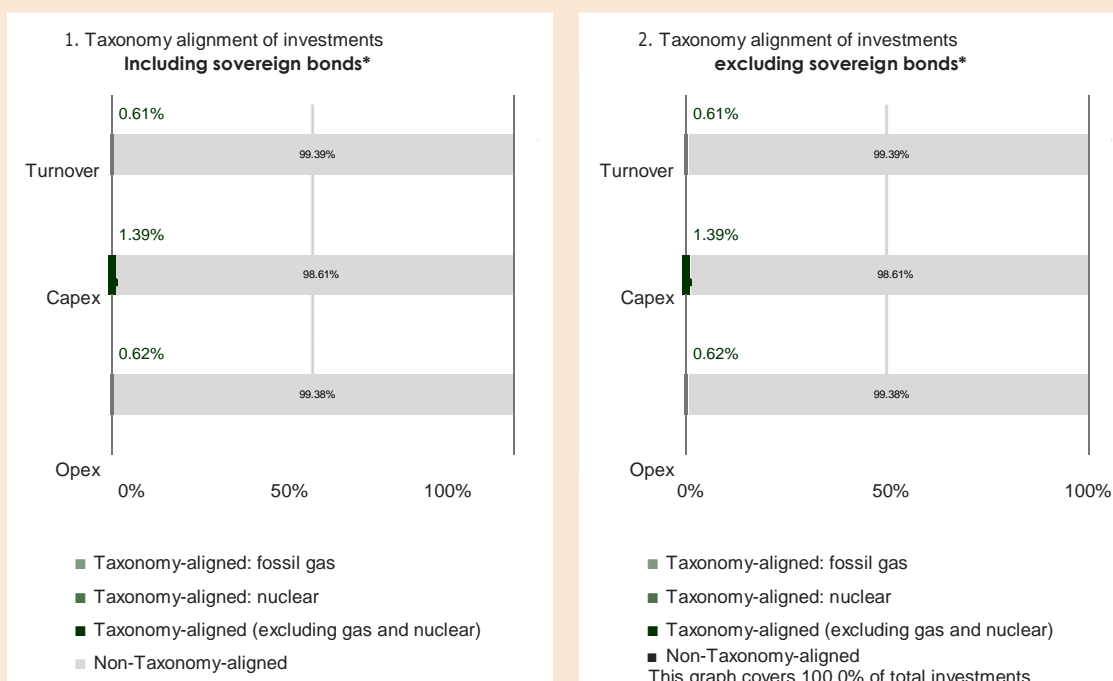 1. Taxonomy alignment of investments
Including sovereign bonds*
0.61%
99.39%
Turnover
1.39%
98.61%
Capex
0.62%
99.38%
Opex
0% 50% 100%
Taxonomy-aligned: fossil gas
Taxonomy-aligned: nuclear
Taxonomy-aligned (excluding gas and nuclear)
Non-Taxonomy-aligned
2. Taxonomy alignment of investments
excluding sovereign bonds*
0.61%
99.39%
Turnover
1.39%
98.61%
Capex
0.62%
99.38%
Opex
0% 50% 100%
Taxonomy-aligned: fossil gas
Taxonomy-aligned: nuclear
Taxonomy-aligned (excluding gas and nuclear)
Non-Taxonomy-aligned
This graph covers 100.0% of total investments